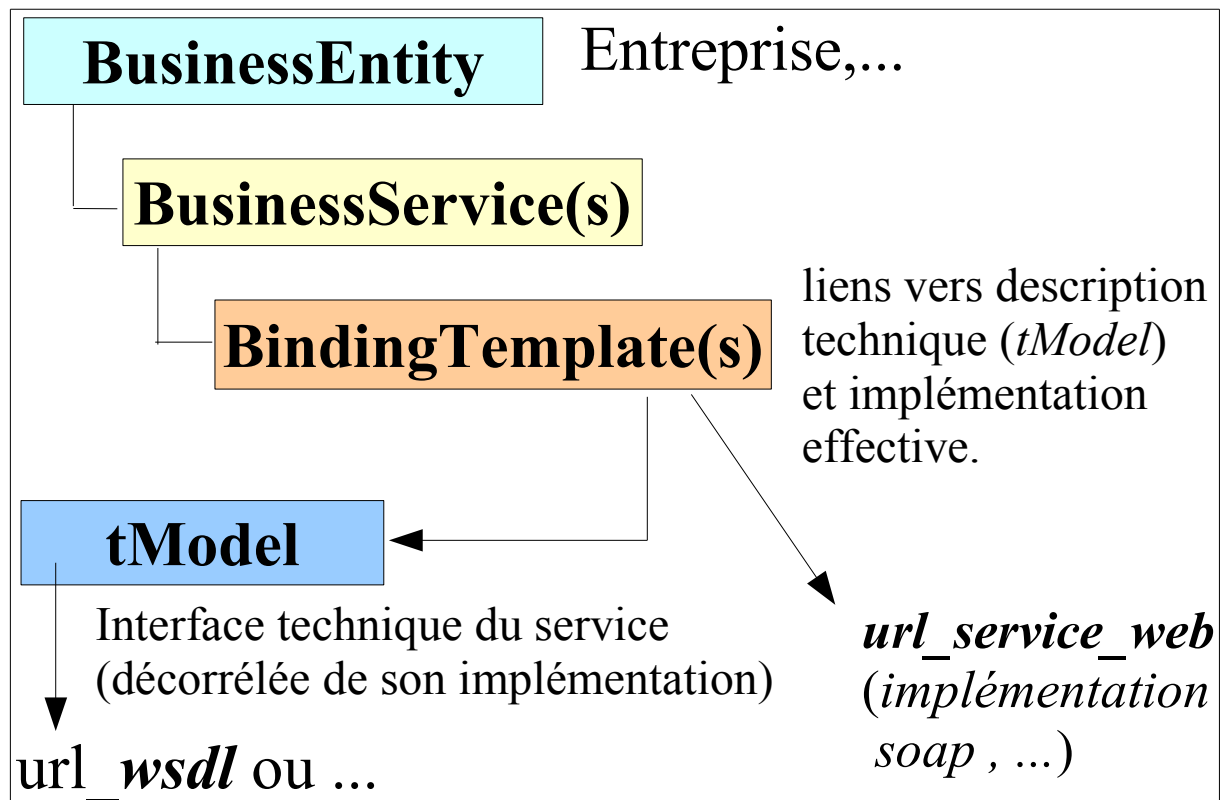 BusinessEntity
Entreprise,...
BusinessService(s)
BindingTemplate(s)
liens vers description
technique (tModel)
et implémentation
effective.
tModel
Interface technique du service
(décorrélée de son implémentation)
url_wsdl ou ...
url_service_web
(implémentation
soap , ...)